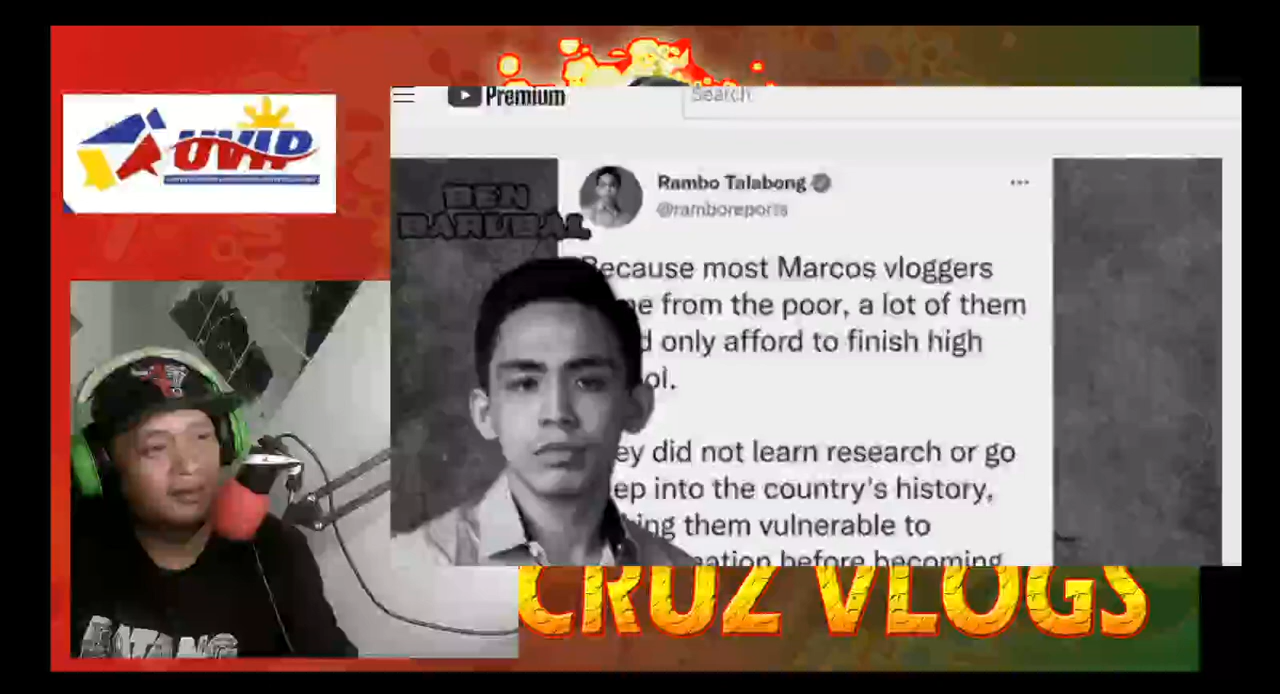 UVIP
Premium
Search
BEN
BARUBAL
Rambo Talabong
@ramboreports
...
Because most Marcos vloggers
from the poor, a lot of them
only afford to finish high
did not learn research or go
into the country's history,
them vulnerable to
before becoming
CRUZ VLOGS